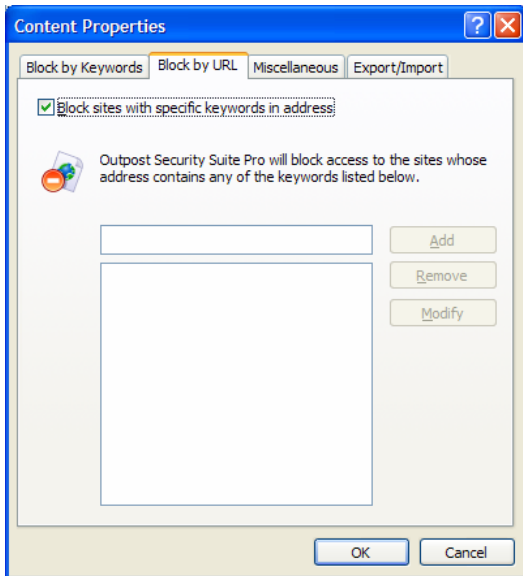 Content Properties
Block by Keywords Block by URL Miscellaneous Export/Import
Block sites with specific keywords in address
Outpost Security Suite Pro will block access to the sites whose
address contains any of the keywords listed below.
Add
Remove
Modify
OK Cancel